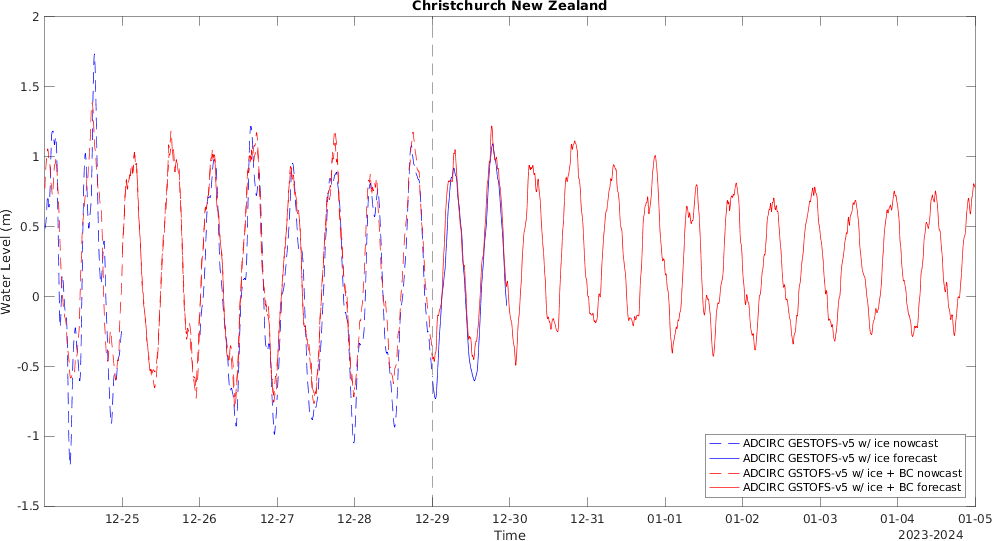 Christchurch New Zealand
2
1.5
1
0.5
0
-0.5
-1
-1.5
Water Level (m)
ADCIRC GESTOFS-v5 w/ ice nowcast
ADCIRC GESTOFS-v5 w/ ice forecast
ADCIRC GSTOFS-v5 w/ ice + BC nowcast
ADCIRC GSTOFS-v5 w/ ice + BC forecast
12-25 12-26 12-27 12-28 12-29 12-30 12-31 01-01 01-02 01-03 01-04 01-05
Time
2023-2024